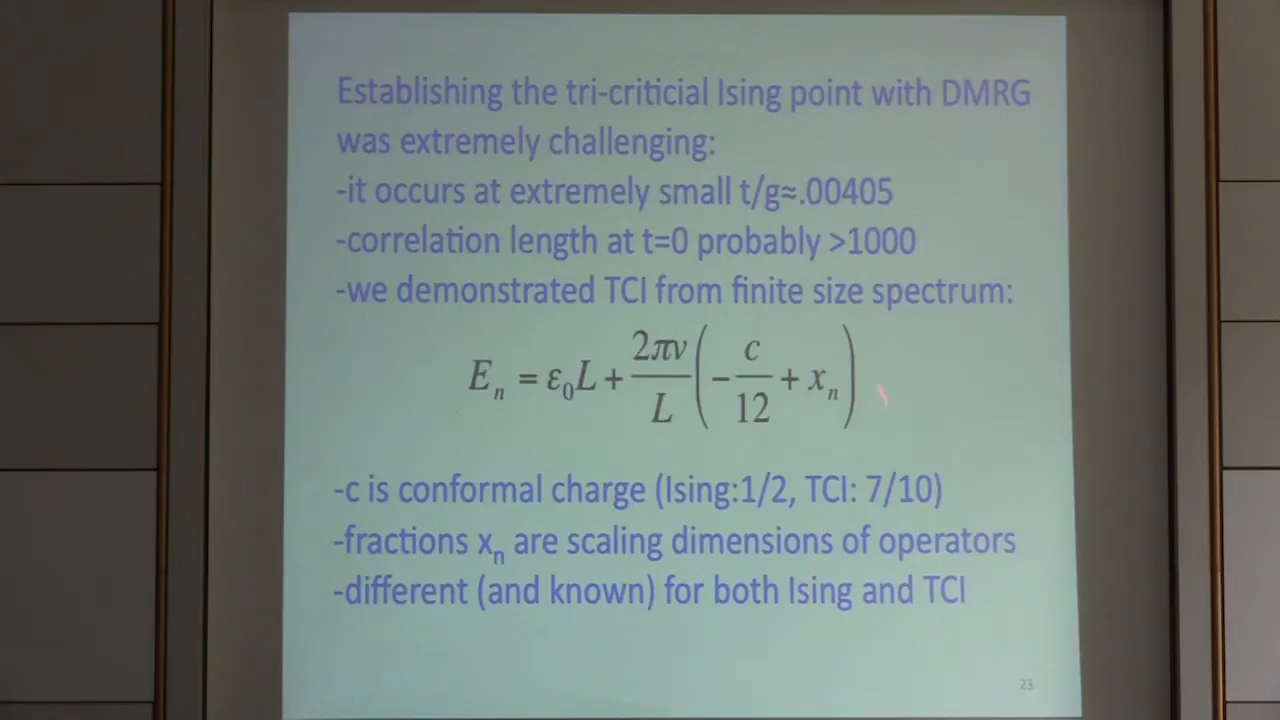 Establishing the tri-critical Ising point with DMRG
was extremely challenging:
-it occurs at extremely small t/g≈.00405
-correlation length at t=0 probably >1000
-we demonstrated TCI from finite size spectrum:
E_n = ε_0 L + 2πv/L ( − c/12 + x_n )
-c is conformal charge (Ising:1/2, TCI: 7/10)
-fractions x_n are scaling dimensions of operators
-different (and known) for both Ising and TCI
23